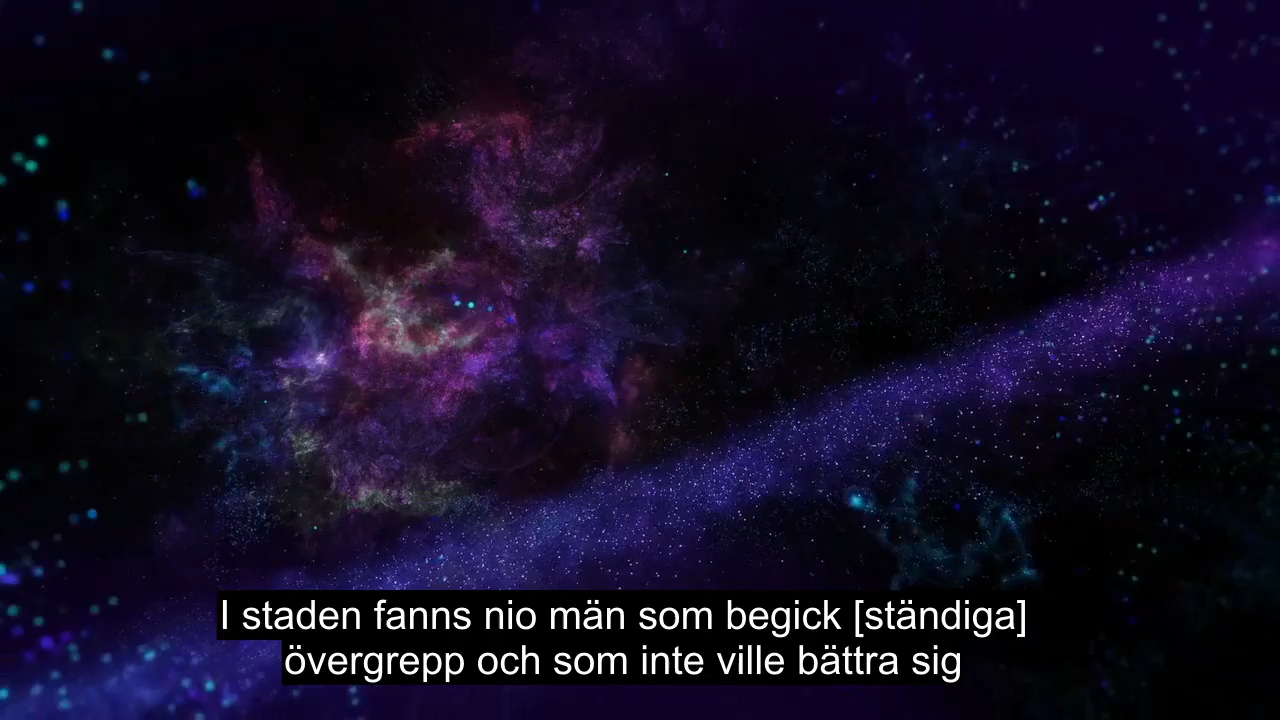 I staden fanns nio män som begick [ständiga]
övergrepp och som inte ville bättra sig